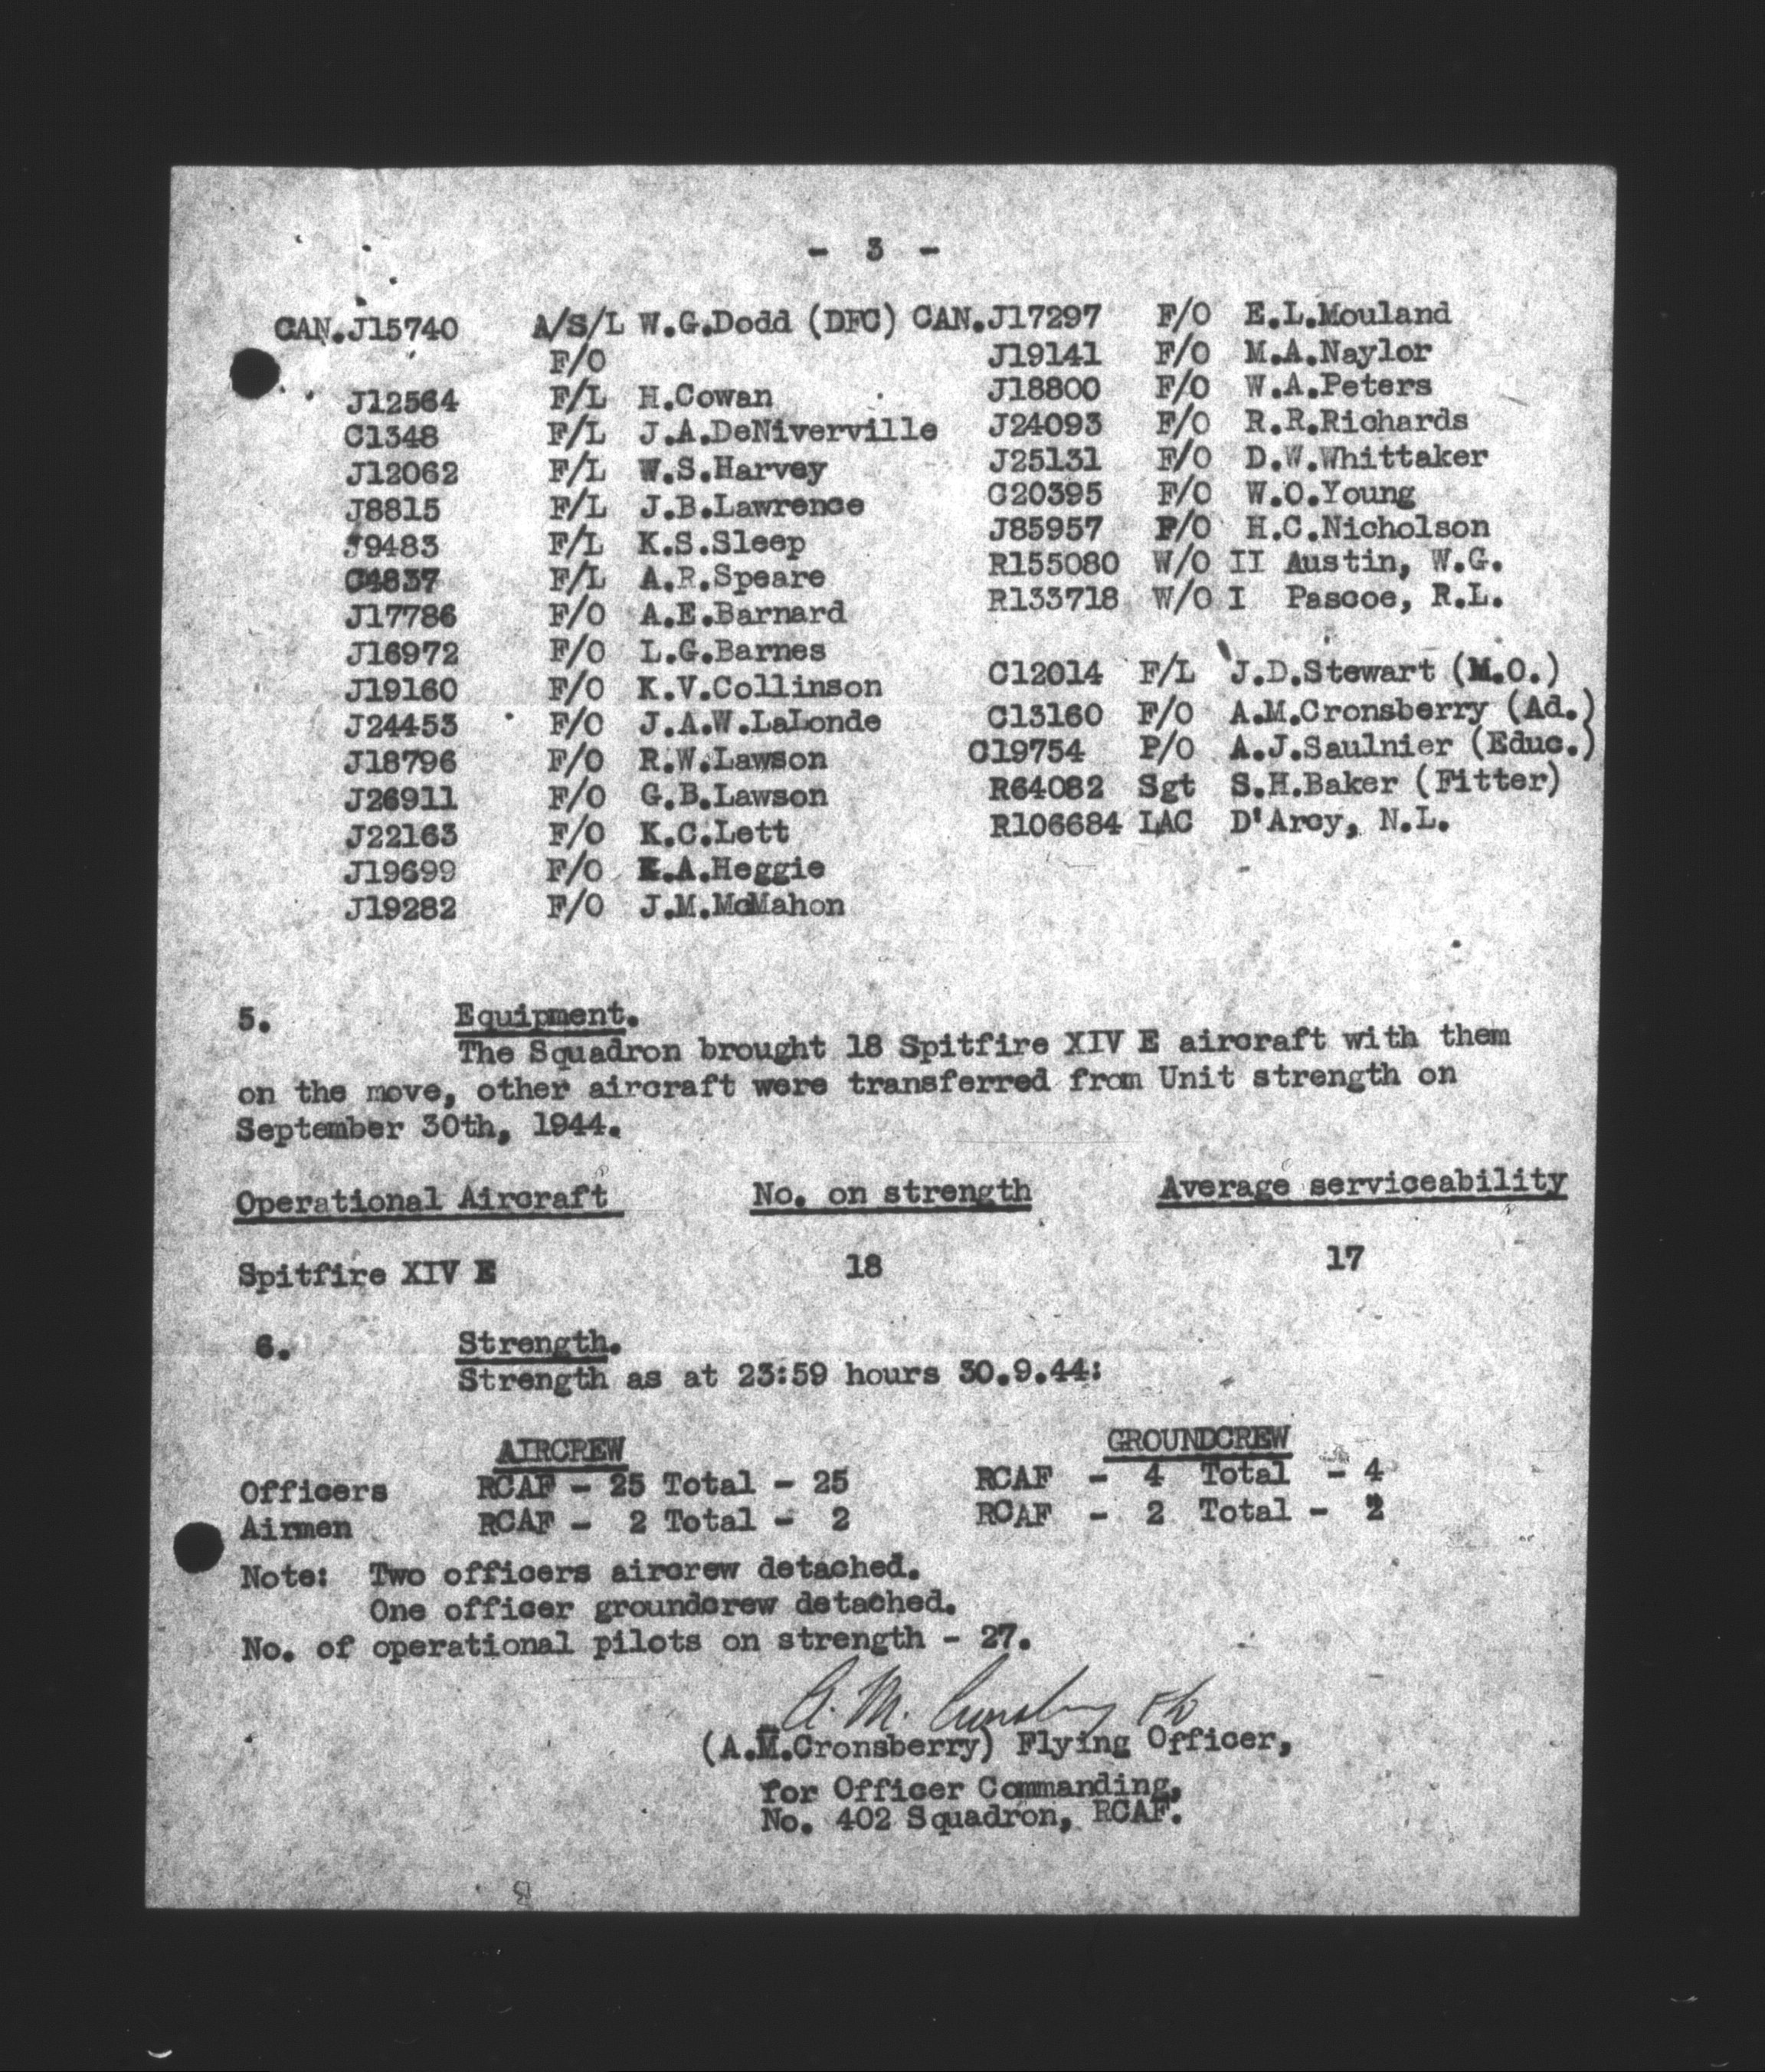 - 3 -
CAN.J15740 A/S/L W.G.Dodd (DFC) CAN.J17297 F/O E.L.Mouland
F/O J19141 F/O M.A.Naylor
J12564 F/L H.Cowan J18800 F/O W.A.Peters
C1348 F/L J.A.DeNiverville J24093 F/O R.R.Richards
J12062 F/L W.S.Harvey J25131 F/O D.W.Whittaker
J8815 F/L J.B.Lawrence C20395 F/O W.O.Young
J9483 F/L K.S.Sleep J85957 P/O H.C.Nicholson
C4837 F/L A.R.Speare R155080 W/O II Austin, W.G.
J17786 F/O A.E.Barnard R133718 W/O I Pascoe, R.L.
J16972 F/O L.G.Barnes
J19160 F/O K.V.Collinson C12014 F/L J.D.Stewart (M.O.)
J24453 F/O J.A.W.LaLonde C13160 F/O A.M.Cronsberry (Ad.)
J18796 F/O R.W.Lawson C19754 P/O A.J.Saulnier (Educ.)
J26911 F/O G.B.Lawson R64082 Sgt S.H.Baker (Fitter)
J22163 F/O K.C.Lett R106684 LAC D'Arcy, N.L.
J19699 F/O E.A.Heggie
J19282 F/O J.M.McMahon
5. Equipment.
The Squadron brought 18 Spitfire XIV E aircraft with them
on the move, other aircraft were transferred from Unit strength on
September 30th, 1944.
Operational Aircraft No. on strength Average serviceability
Spitfire XIV E 18 17
6. Strength.
Strength as at 23:59 hours 30.9.44:
AIRCREW GROUNDCREW
Officers RCAF - 25 Total - 25 RCAF - 4 Total - 4
Airmen RCAF - 2 Total - 2 RCAF - 2 Total - 2
Note: Two officers aircrew detached.
One officer groundcrew detached.
No. of operational pilots on strength - 27.
A. M. Cronsberry F/O
(A.M.Cronsberry) Flying Officer,
for Officer Commanding,
No. 402 Squadron, RCAF.